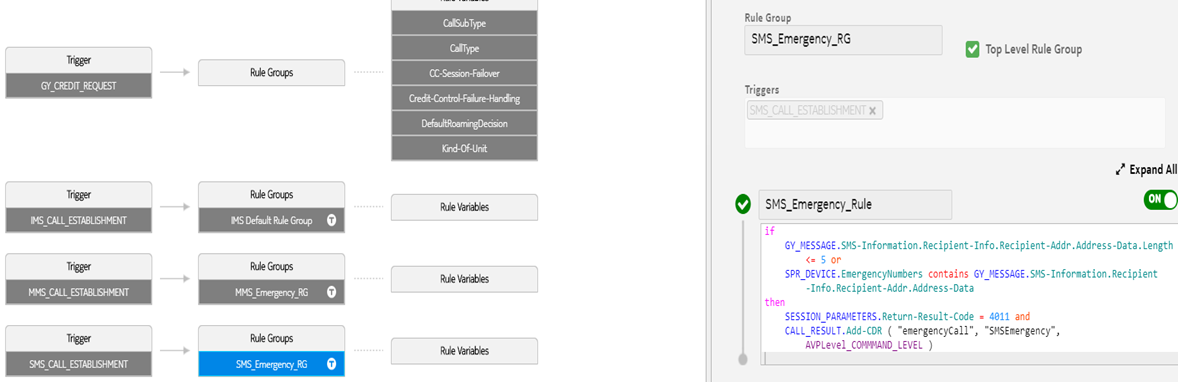 Rule Variables
CallSubType
CallType
CC-Session-Failover
Credit-Control-Failure-Handling
DefaultRoamingDecision
Kind-Of-Unit
Trigger
GY_CREDIT_REQUEST
Rule Groups
Trigger
IMS_CALL_ESTABLISHMENT
Rule Groups
IMS Default Rule Group T
Rule Variables
Trigger
MMS_CALL_ESTABLISHMENT
Rule Groups
MMS_Emergency_RG T
Rule Variables
Trigger
SMS_CALL_ESTABLISHMENT
Rule Groups
SMS_Emergency_RG T
Rule Variables
Rule Group
SMS_Emergency_RG
Top Level Rule Group
Triggers
SMS_CALL_ESTABLISHMENT x
Expand All
SMS_Emergency_Rule
ON
if
GY_MESSAGE.SMS-Information.Recipient-Info.Recipient-Addr.Address-Data.Length
<= 5 or
SPR_DEVICE.EmergencyNumbers contains GY_MESSAGE.SMS-Information.Recipient
-Info.Recipient-Addr.Address-Data
then
SESSION_PARAMETERS.Return-Result-Code = 4011 and
CALL_RESULT.Add-CDR ( "emergencyCall", "SMSEmergency",
AVPLevel_COMMMAND_LEVEL )